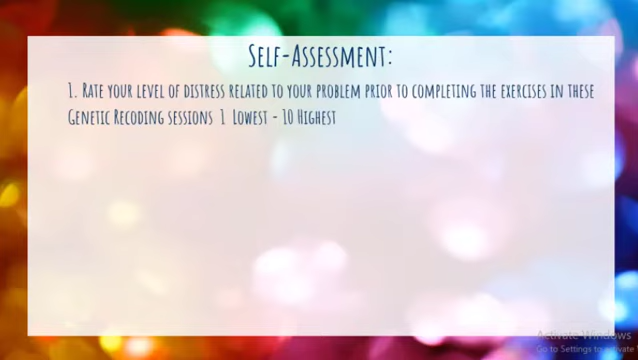 Self-Assessment:
1. Rate your level of distress related to your problem prior to completing the exercises in these
Genetic Recoding sessions 1 Lowest - 10 Highest
Activate Windows
Go to Settings to activate